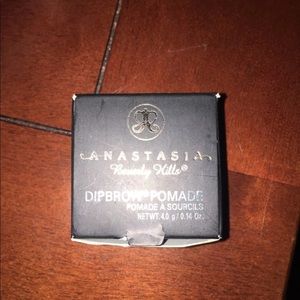 ANASTASIA
Beverly Hills®
DIPBROW® POMADE
POMADE À SOURCILS
NET.WT. 4.0 g / 0.14 Oz.